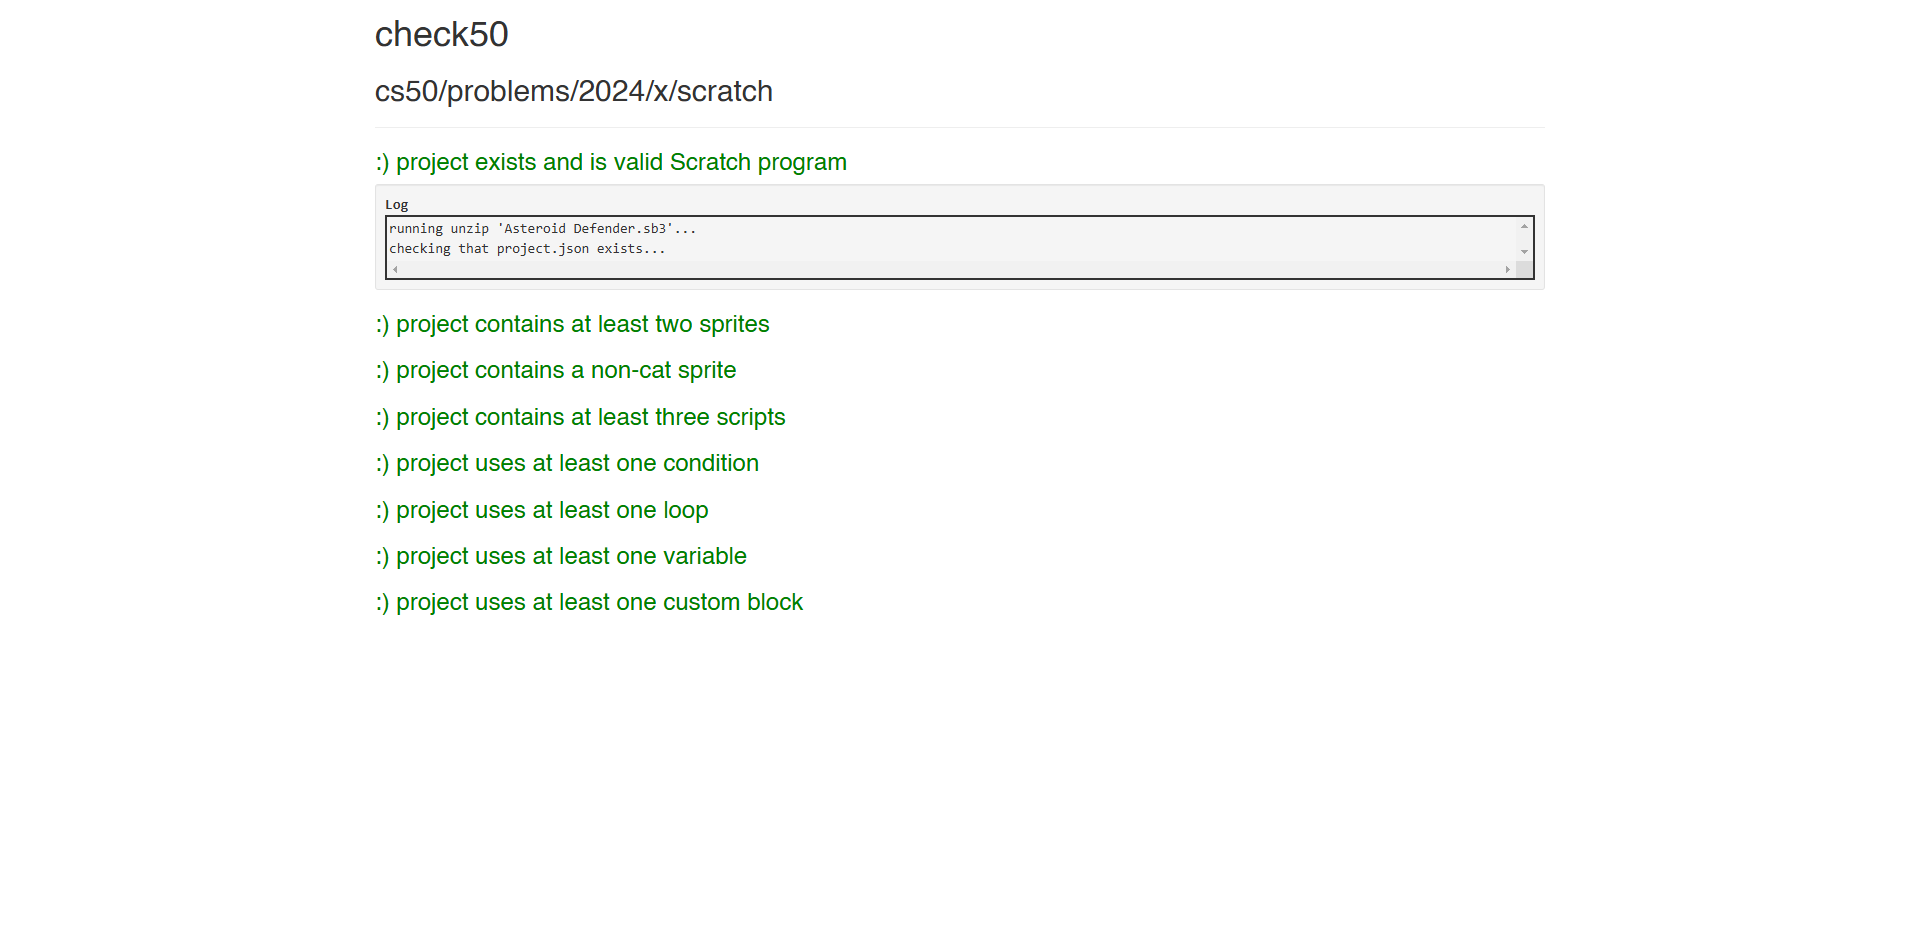 check50
cs50/problems/2024/x/scratch
:) project exists and is valid Scratch program
Log
running unzip 'Asteroid Defender.sb3'...
checking that project.json exists...
:) project contains at least two sprites
:) project contains a non-cat sprite
:) project contains at least three scripts
:) project uses at least one condition
:) project uses at least one loop
:) project uses at least one variable
:) project uses at least one custom block